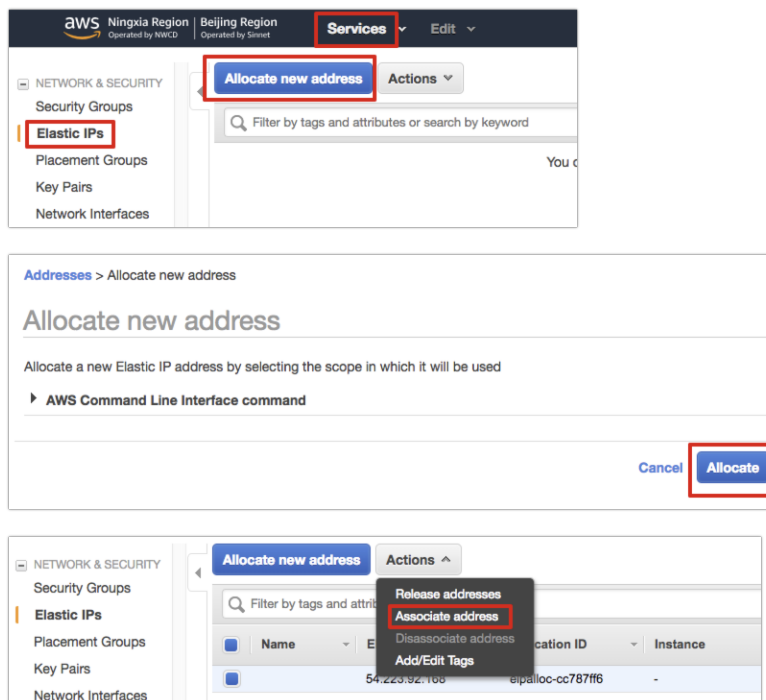 aws Ningxia Region | Beijing Region Services Edit
Operated by NWCD Operated by Sinnet
NETWORK & SECURITY
Security Groups
Elastic IPs
Placement Groups
Key Pairs
Network Interfaces
Allocate new address Actions
Filter by tags and attributes or search by keyword
You
Addresses > Allocate new address
Allocate new address
Allocate a new Elastic IP address by selecting the scope in which it will be used
AWS Command Line Interface command
Cancel Allocate
NETWORK & SECURITY
Security Groups
Elastic IPs
Placement Groups
Key Pairs
Network Interfaces
Allocate new address Actions
Filter by tags and attrib
Release addresses
Associate address
Disassociate address
Add/Edit Tags
Name E cation ID Instance
54.223.92.168 eipalloc-cc787ff6 -